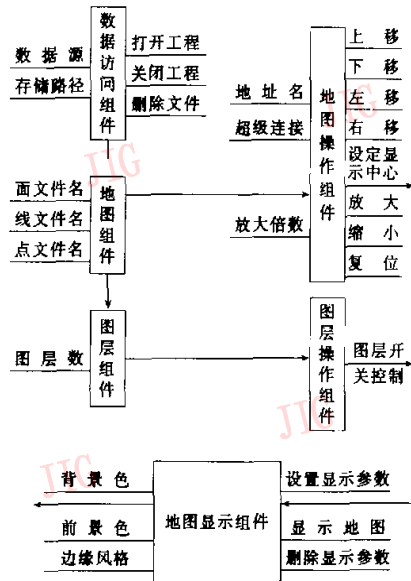 数据源
存储路径
数据访问组件
打开工程
关闭工程
删除文件
地址名
超级连接
放大倍数
地图操作组件
上移
下移
左移
右移
设定显
示中心
放大
缩小
复位
面文件名
线文件名
点文件名
地图组件
图层数
图层组件
图层操作组件
图层开
关控制
背景色
前景色
边缘风格
地图显示组件
设置显示参数
显示地图
删除显示参数
JIG
JIG
JIG